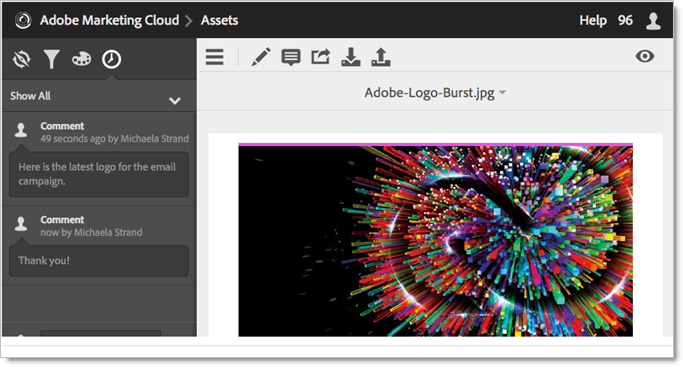 Adobe Marketing Cloud > Assets
Help 96
Show All
Adobe-Logo-Burst.jpg
Comment
49 seconds ago by Michaela Strand
Here is the latest logo for the email
campaign.
Comment
now by Michaela Strand
Thank you!